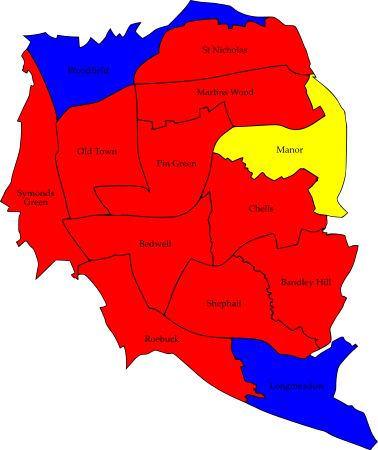 St Nicholas
Woodfield
Martins Wood
Old Town
Manor
Pin Green
Symonds
Green
Chells
Bedwell
Bandley Hill
Shephall
Roebuck
Longmeadow